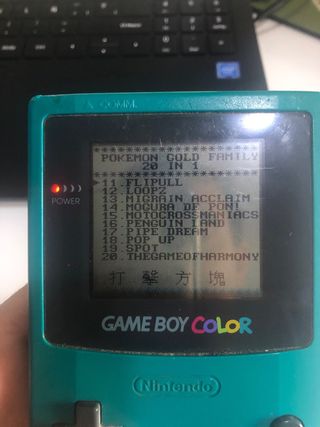 COMM.
POKEMON GOLD FAMILY
20 IN 1
11.FLIPULL
12.LOOPZ
13.MIGRAIN ACCLAIM
14.MOGURA DE PON!
15.MOTOCROSSMANIACS
16.PENGUIN LAND
17.PIPE DREAM
18.POP UP
19.SPOT
20.THEGAMEOFHARMONY
打擊方塊
POWER
GAME BOY COLOR
Nintendo